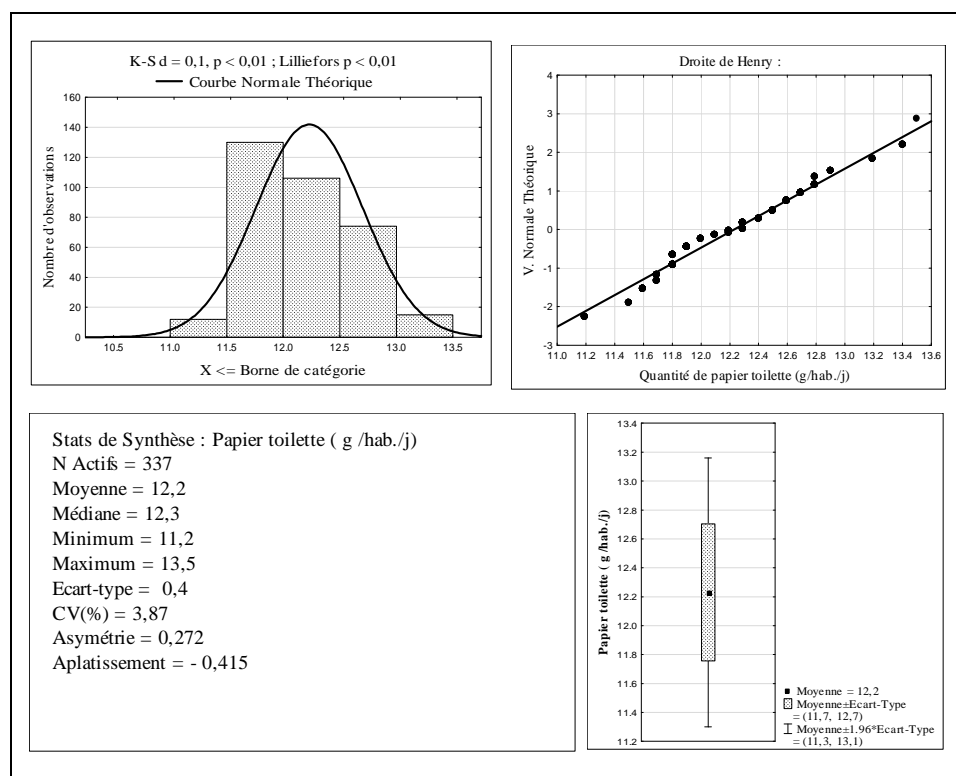 K-S d = 0,1, p < 0,01 ; Lilliefors p < 0,01
Courbe Normale Théorique
Nombre d'observations
160
140
120
100
80
60
40
20
0
10.5 11.0 11.5 12.0 12.5 13.0 13.5
X <= Borne de catégorie
Droite de Henry :
V. Normale Théorique
4
3
2
1
0
-1
-2
-3
11.0 11.2 11.4 11.6 11.8 12.0 12.2 12.4 12.6 12.8 13.0 13.2 13.4 13.6
Quantité de papier toilette (g/hab./j)
Stats de Synthèse : Papier toilette ( g /hab./j)
N Actifs = 337
Moyenne = 12,2
Médiane = 12,3
Minimum = 11,2
Maximum = 13,5
Ecart-type = 0,4
CV(%) = 3,87
Asymétrie = 0,272
Aplatissement = - 0,415
Papier toilette ( g /hab./j)
13.4
13.2
13.0
12.8
12.6
12.4
12.2
12.0
11.8
11.6
11.4
11.2
Moyenne = 12,2
Moyenne±Ecart-Type
= (11,7, 12,7)
Moyenne±1.96*Ecart-Type
= (11,3, 13,1)